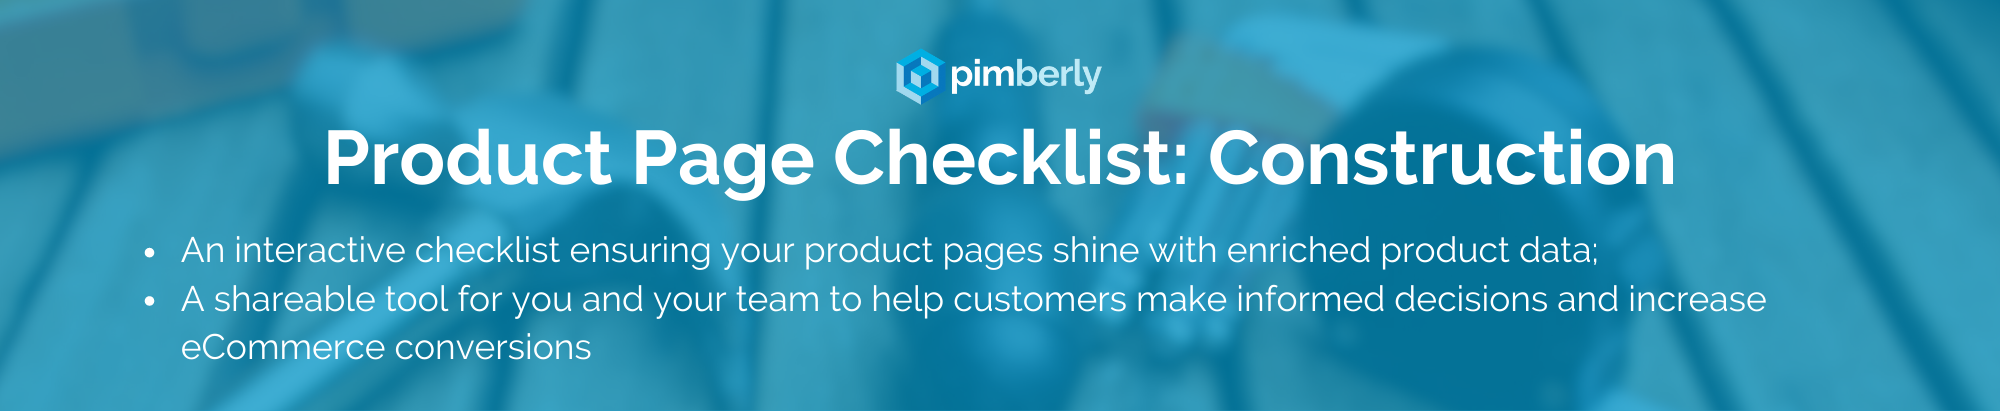 pimberly
Product Page Checklist: Construction
• An interactive checklist ensuring your product pages shine with enriched product data;
• A shareable tool for you and your team to help customers make informed decisions and increase
eCommerce conversions